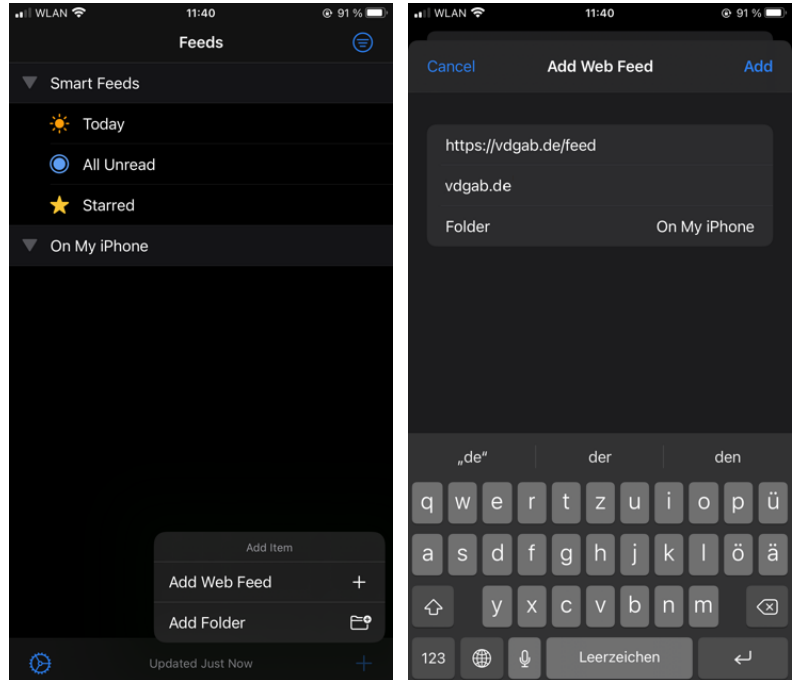 WLAN 11:40 91 %
Feeds
Smart Feeds
Today
All Unread
Starred
On My iPhone
Add Item
Add Web Feed
Add Folder
Updated Just Now
WLAN 11:40 91 %
Cancel Add Web Feed Add
https://vdgab.de/feed
vdgab.de
Folder On My iPhone
„de“ der den
q w e r t z u i o p ü
a s d f g h j k l ö ä
y x c v b n m
123 Leerzeichen